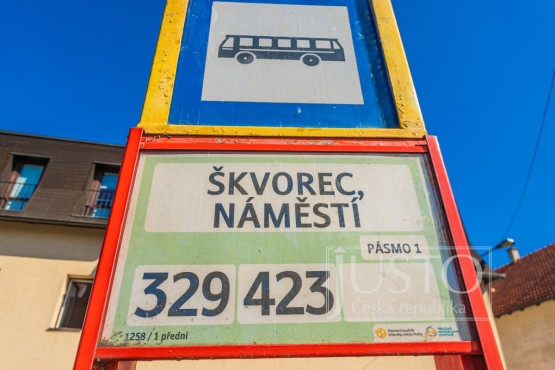 ŠKVOREC,
NÁMĚSTÍ
PÁSMO 1
329 423
1258 / 1 přední
JUSTO
Česká republika